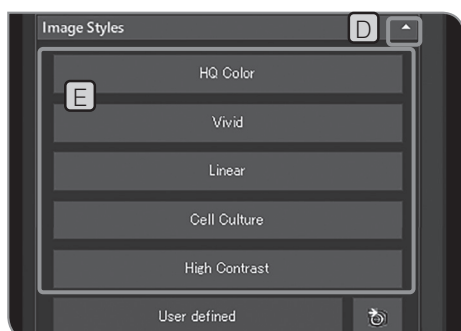 Image Styles D
HQ Color
E
Vivid
Linear
Cell Culture
High Contrast
User defined